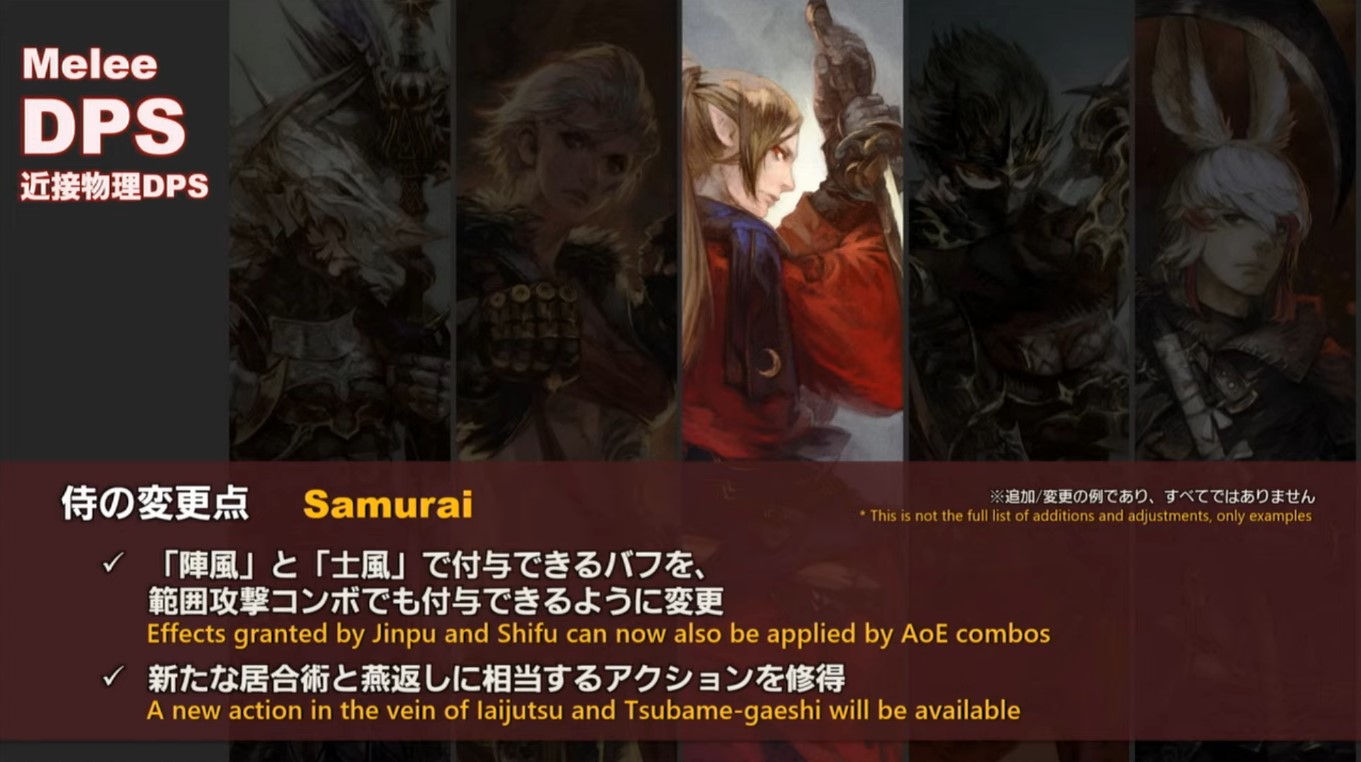 Melee
DPS
近接物理DPS
侍の変更点 Samurai
※追加/変更の例であり、すべてではありません
* This is not the full list of additions and adjustments, only examples
✓ 「陣風」と「士風」で付与できるバフを、
範囲攻撃コンボでも付与できるように変更
Effects granted by Jinpu and Shifu can now also be applied by AoE combos
✓ 新たな居合術と燕返しに相当するアクションを修得
A new action in the vein of Iaijutsu and Tsubame-gaeshi will be available